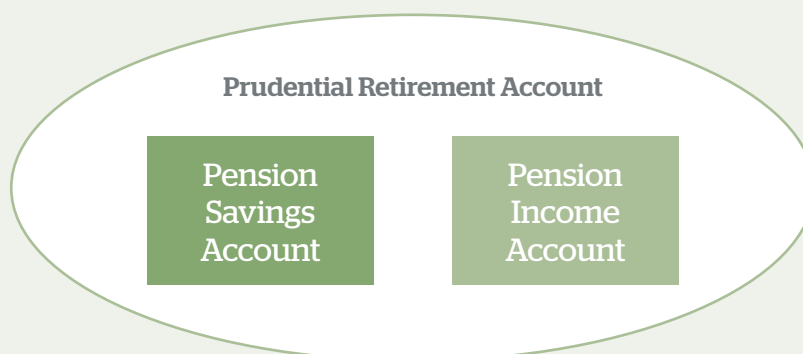 Prudential Retirement Account
Pension
Savings
Account
Pension
Income
Account